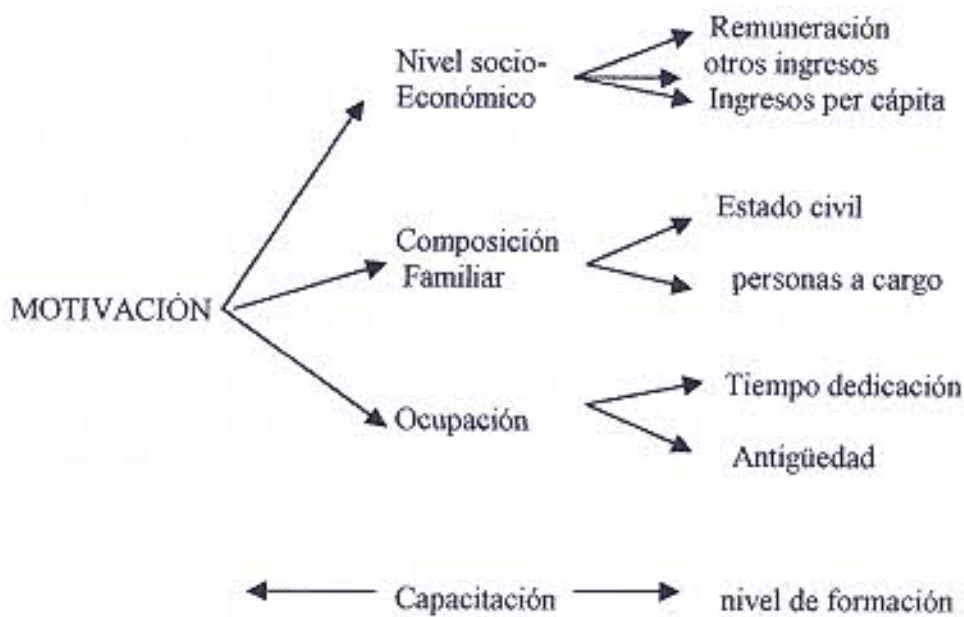 Remuneración
Nivel socio-
otros ingresos
Económico
Ingresos per cápita
Estado civil
Composición
Familiar
personas a cargo
MOTIVACIÓN
Tiempo dedicación
Ocupación
Antigüedad
Capacitación
nivel de formación